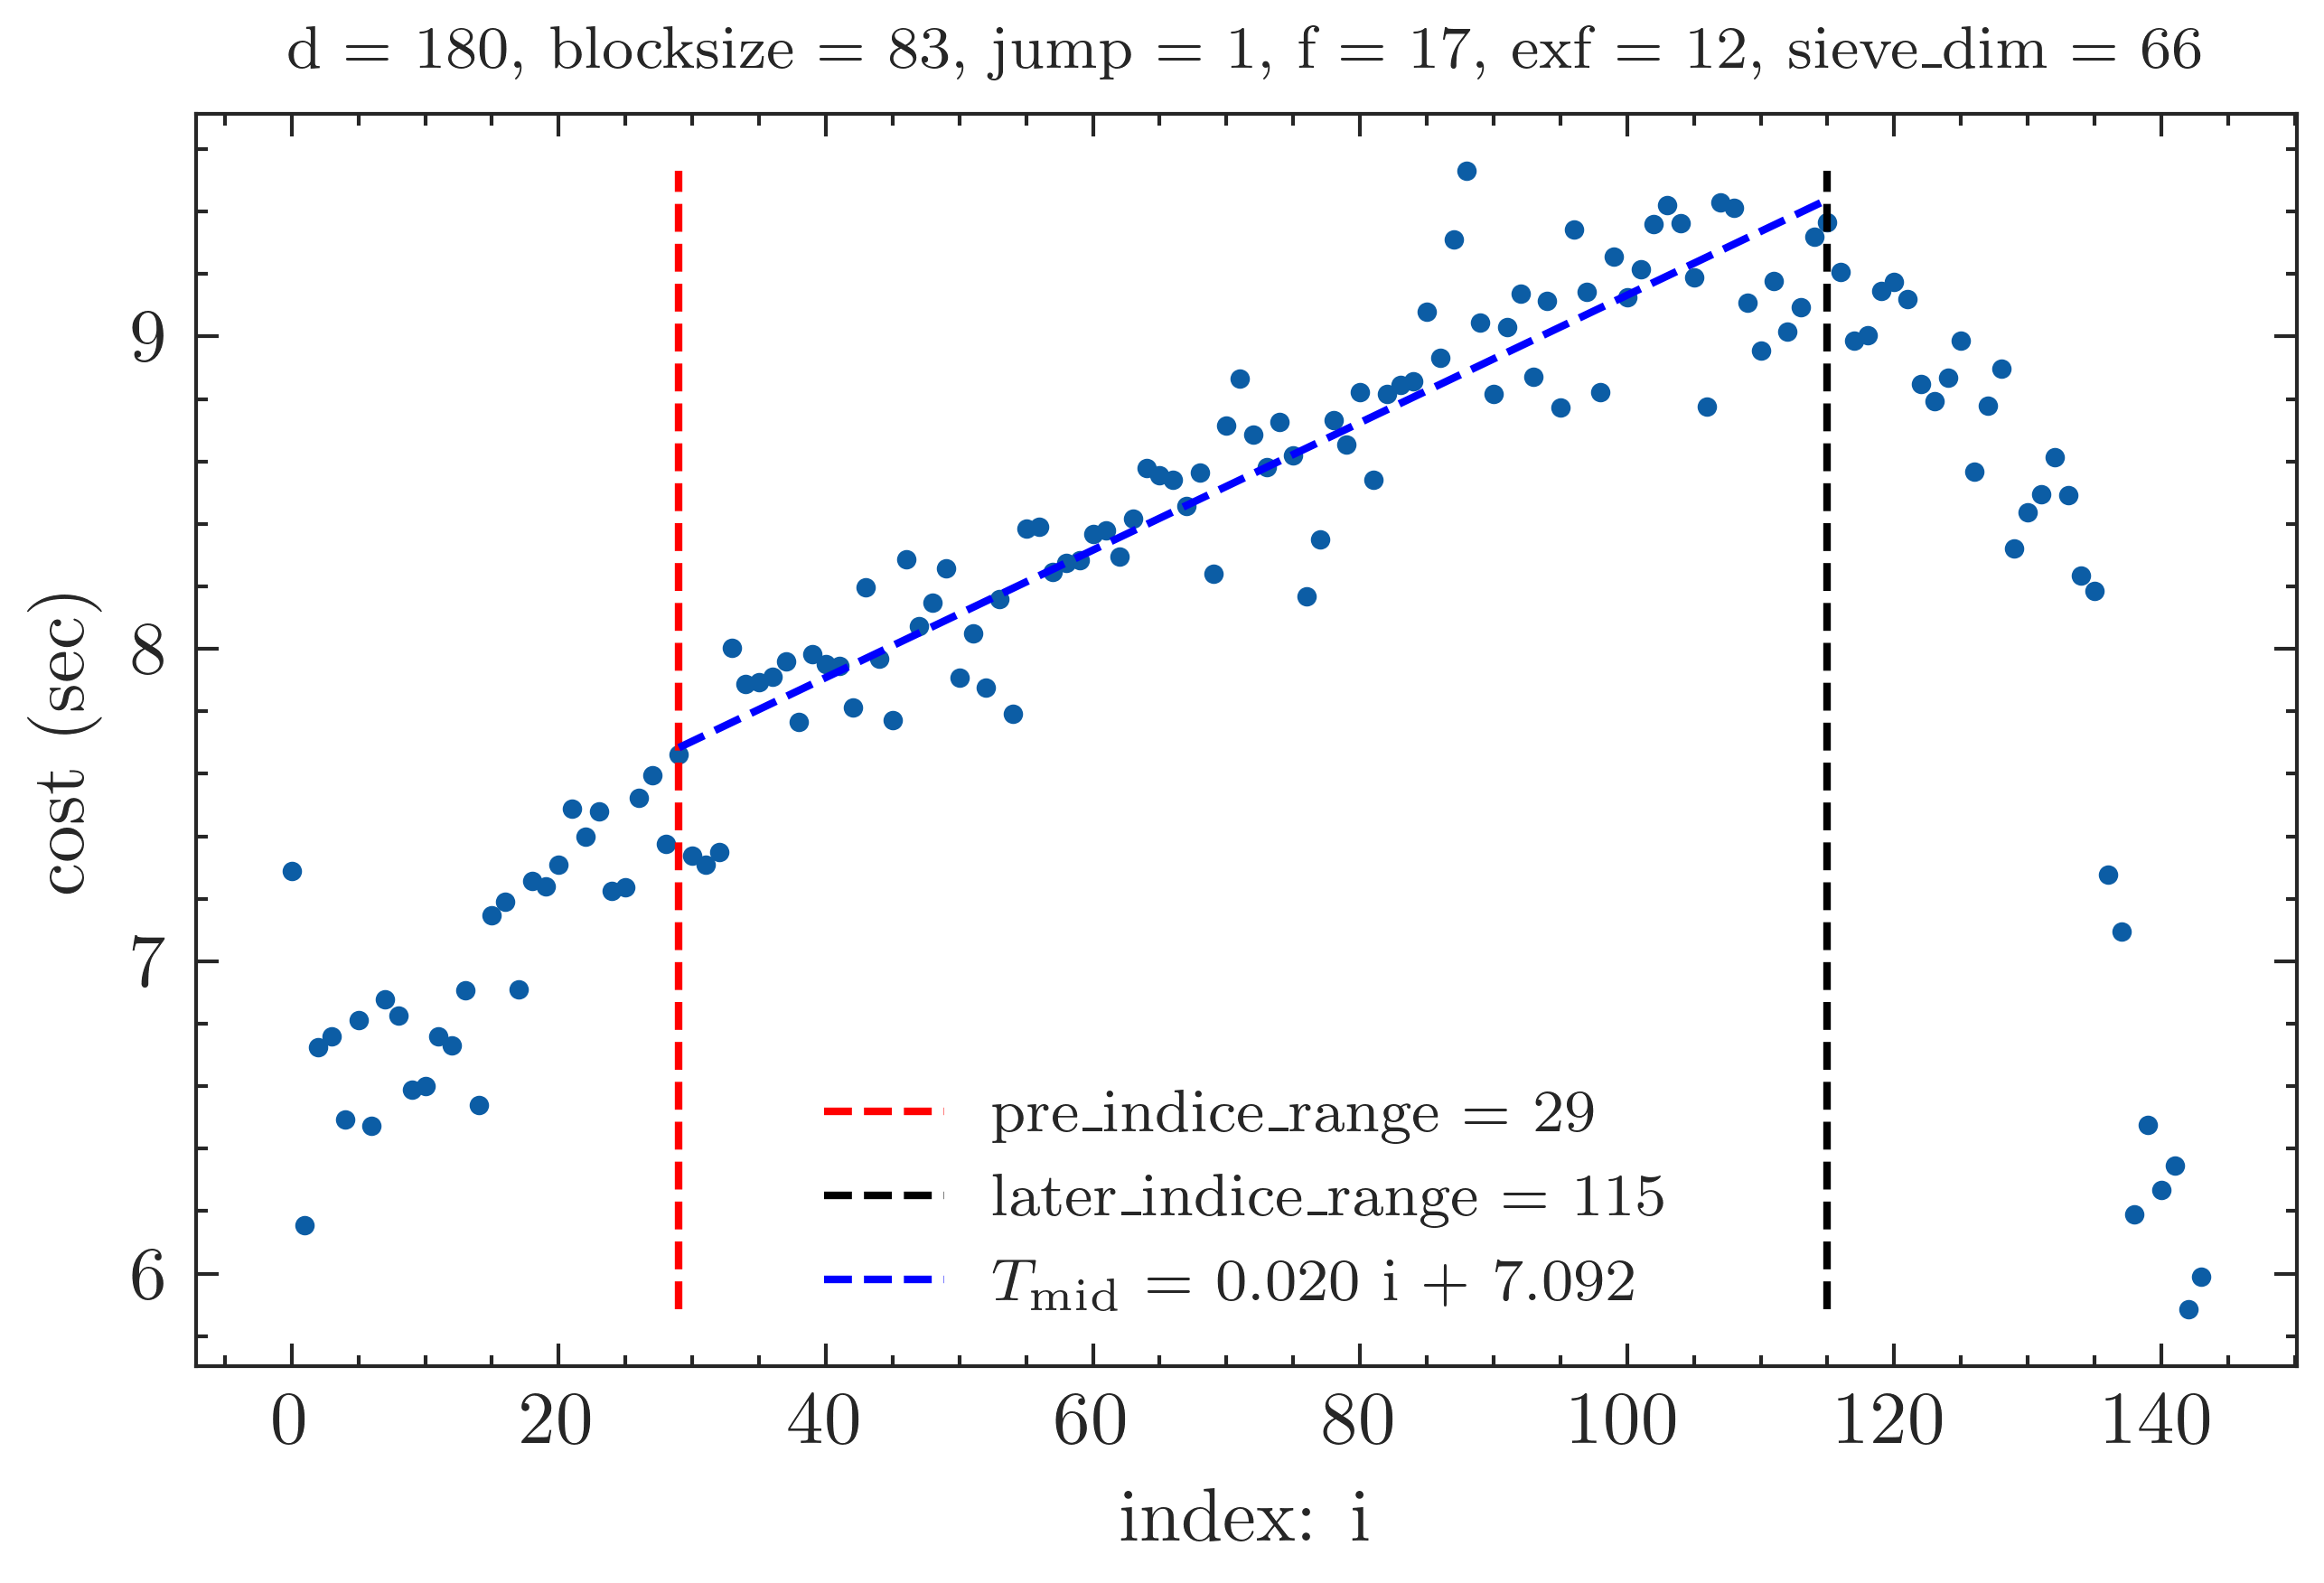 d = 180, blocksize = 83, jump = 1, f = 17, exf = 12, sieve_dim = 66
cost (sec)
9
8
7
6
pre_indice_range = 29
later_indice_range = 115
T_mid = 0.020 i + 7.092
0 20 40 60 80 100 120 140
index: i